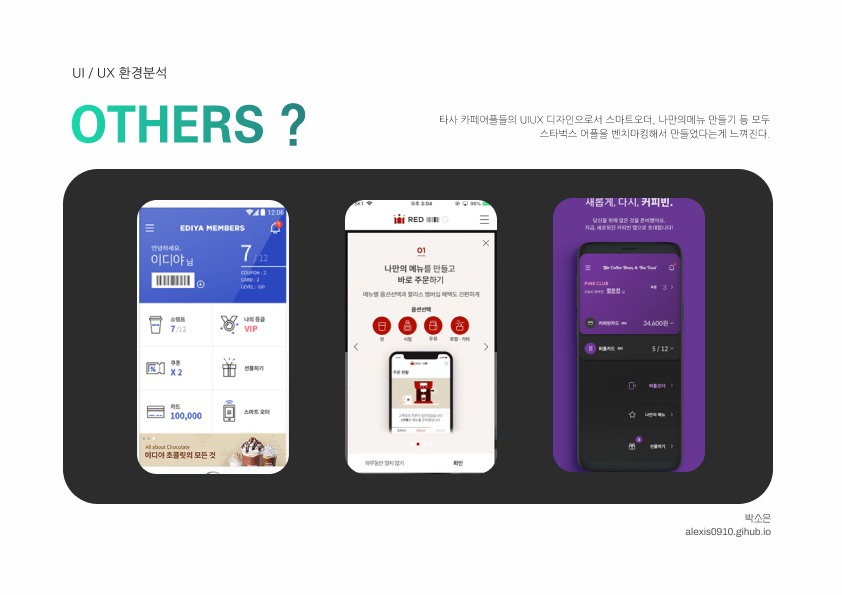 UI / UX 환경분석
OTHERS ?
타사 카페어플들의 UIUX 디자인으로서 스마트오더, 나만의메뉴 만들기 등 모두
스타벅스 어플을 벤치마킹해서 만들었다는게 느껴진다.
12:06
EDIYA MEMBERS
안녕하세요.
이디야 님
7 / 12
COUPON : 2
CARD : 2
LEVEL : VIP
스탬프
7 /12
나의 등급
VIP
쿠폰
X 2
선물하기
카드
100,000
스마트 오더
All about Chocolate
이디야 초콜릿의 모든 것
SKT
오후 3:04
96%
RED
01
나만의 메뉴를 만들고
바로 주문하기
메뉴별 옵션선택과 할리스 멤버십 혜택도 간편하게
옵션선택
샷
시럽
우유
토핑 · 기타
주문 현황
하루동안 열지 않기
확인
새롭게, 다시, 커피빈.
당신을 위해 많은 것을 준비했어요.
지금, 새로워진 커피빈 앱으로 초대합니다!
PINK CLUB
쿠폰 3
커피빈카드
34,600원
퍼플카드
5 / 12
퍼플오더
나만의 메뉴
선물하기
박소은
alexis0910.gihub.io